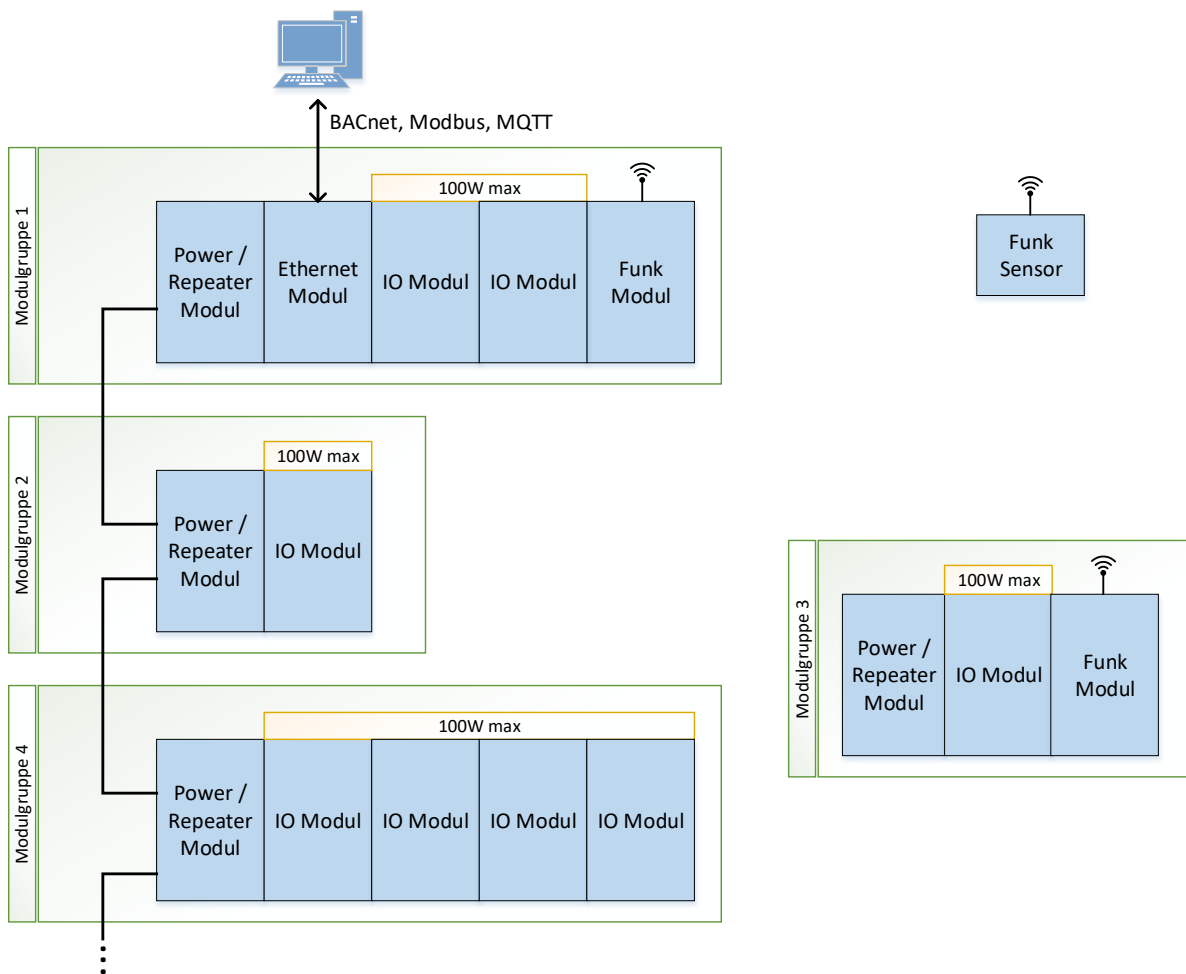 BACnet, Modbus, MQTT
Modulgruppe 1
100W max
Power /
Repeater
Modul
Ethernet
Modul
IO Modul
IO Modul
Funk
Modul
Funk
Sensor
Modulgruppe 2
100W max
Power /
Repeater
Modul
IO Modul
Modulgruppe 3
100W max
Power /
Repeater
Modul
IO Modul
Funk
Modul
Modulgruppe 4
100W max
Power /
Repeater
Modul
IO Modul
IO Modul
IO Modul
IO Modul